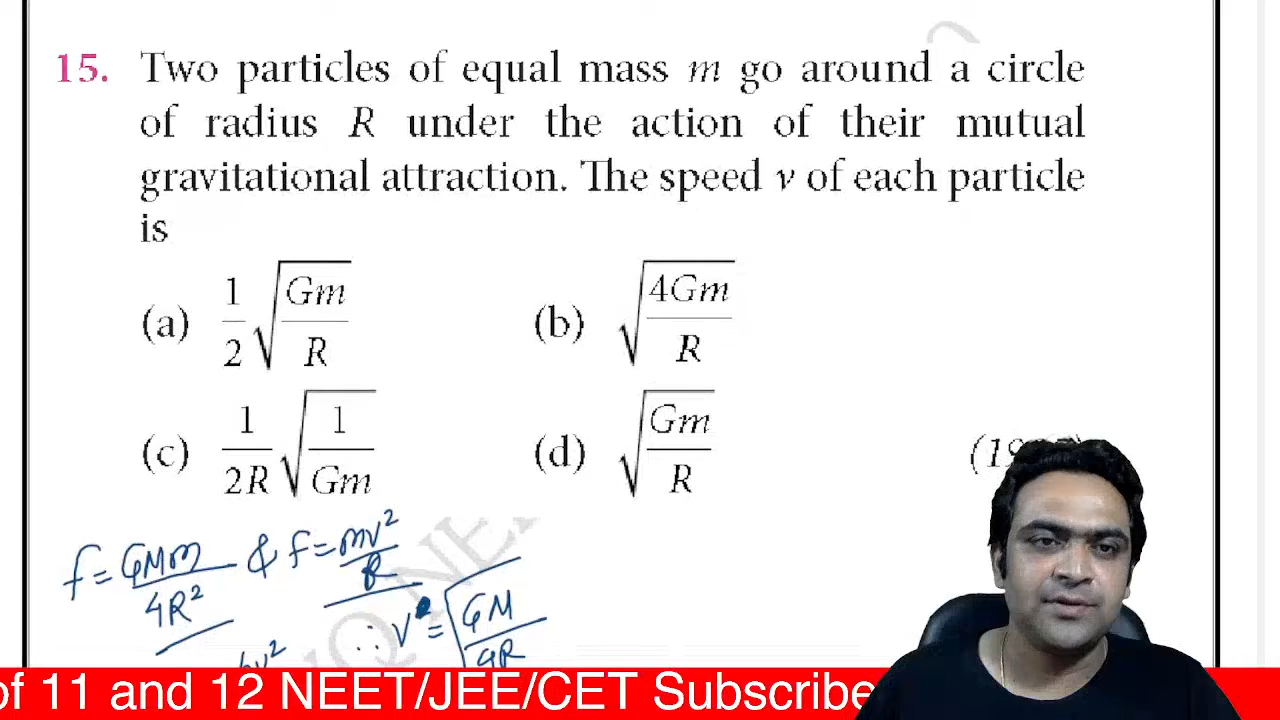 15. Two particles of equal mass m go around a circle
of radius R under the action of their mutual
gravitational attraction. The speed v of each particle
is
(a) 1/2 √(Gm/R) (b) √(4Gm/R)
(c) 1/2R √(1/Gm) (d) √(Gm/R)
f = GMm/4R² & f = mv²/R
∴ v = √(GM/4R)
of 11 and 12 NEET/JEE/CET Subscribe